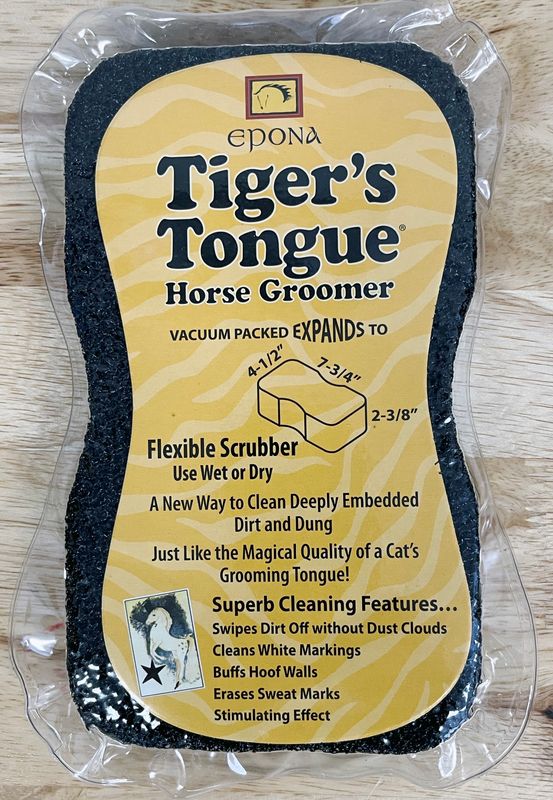 EPONA
Tiger's
Tongue®
Horse Groomer
VACUUM PACKED EXPANDS TO
4-1/2" 7-3/4"
2-3/8"
Flexible Scrubber
Use Wet or Dry
A New Way to Clean Deeply Embedded
Dirt and Dung
Just Like the Magical Quality of a Cat's
Grooming Tongue!
Superb Cleaning Features...
Swipes Dirt Off without Dust Clouds
Cleans White Markings
Buffs Hoof Walls
Erases Sweat Marks
Stimulating Effect